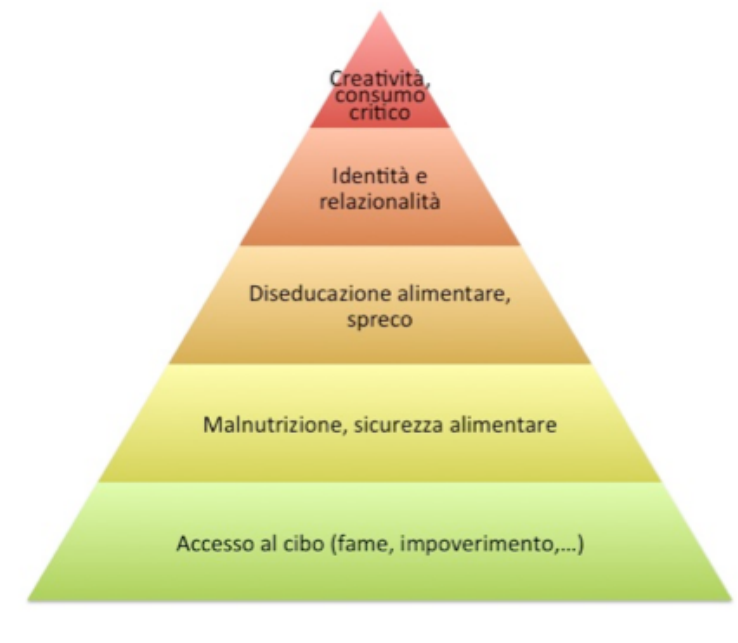 Creatività,
consumo
critico
Identità e
relazionalità
Diseducazione alimentare,
spreco
Malnutrizione, sicurezza alimentare
Accesso al cibo (fame, impoverimento,...)